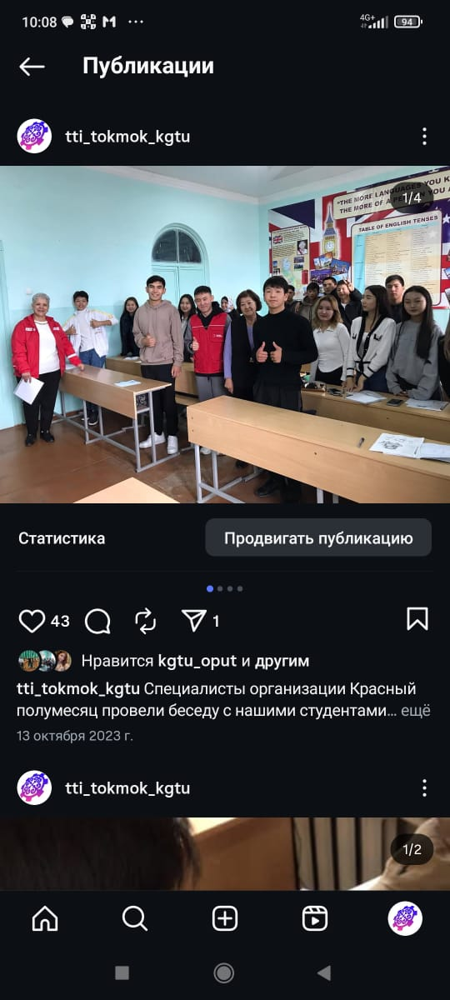 10:08
4G+
94
Публикации
tti_tokmok_kgtu
1/4
"THE MORE LANGUAGES YOU K
THE MORE OF A PERSON YOU A
TABLE OF ENGLISH TENSES
Статистика
Продвигать публикацию
43
1
Нравится kgtu_oput и другим
tti_tokmok_kgtu Специалисты организации Красный
полумесяц провели беседу с нашими студентами... ещё
13 октября 2023 г.
tti_tokmok_kgtu
1/2